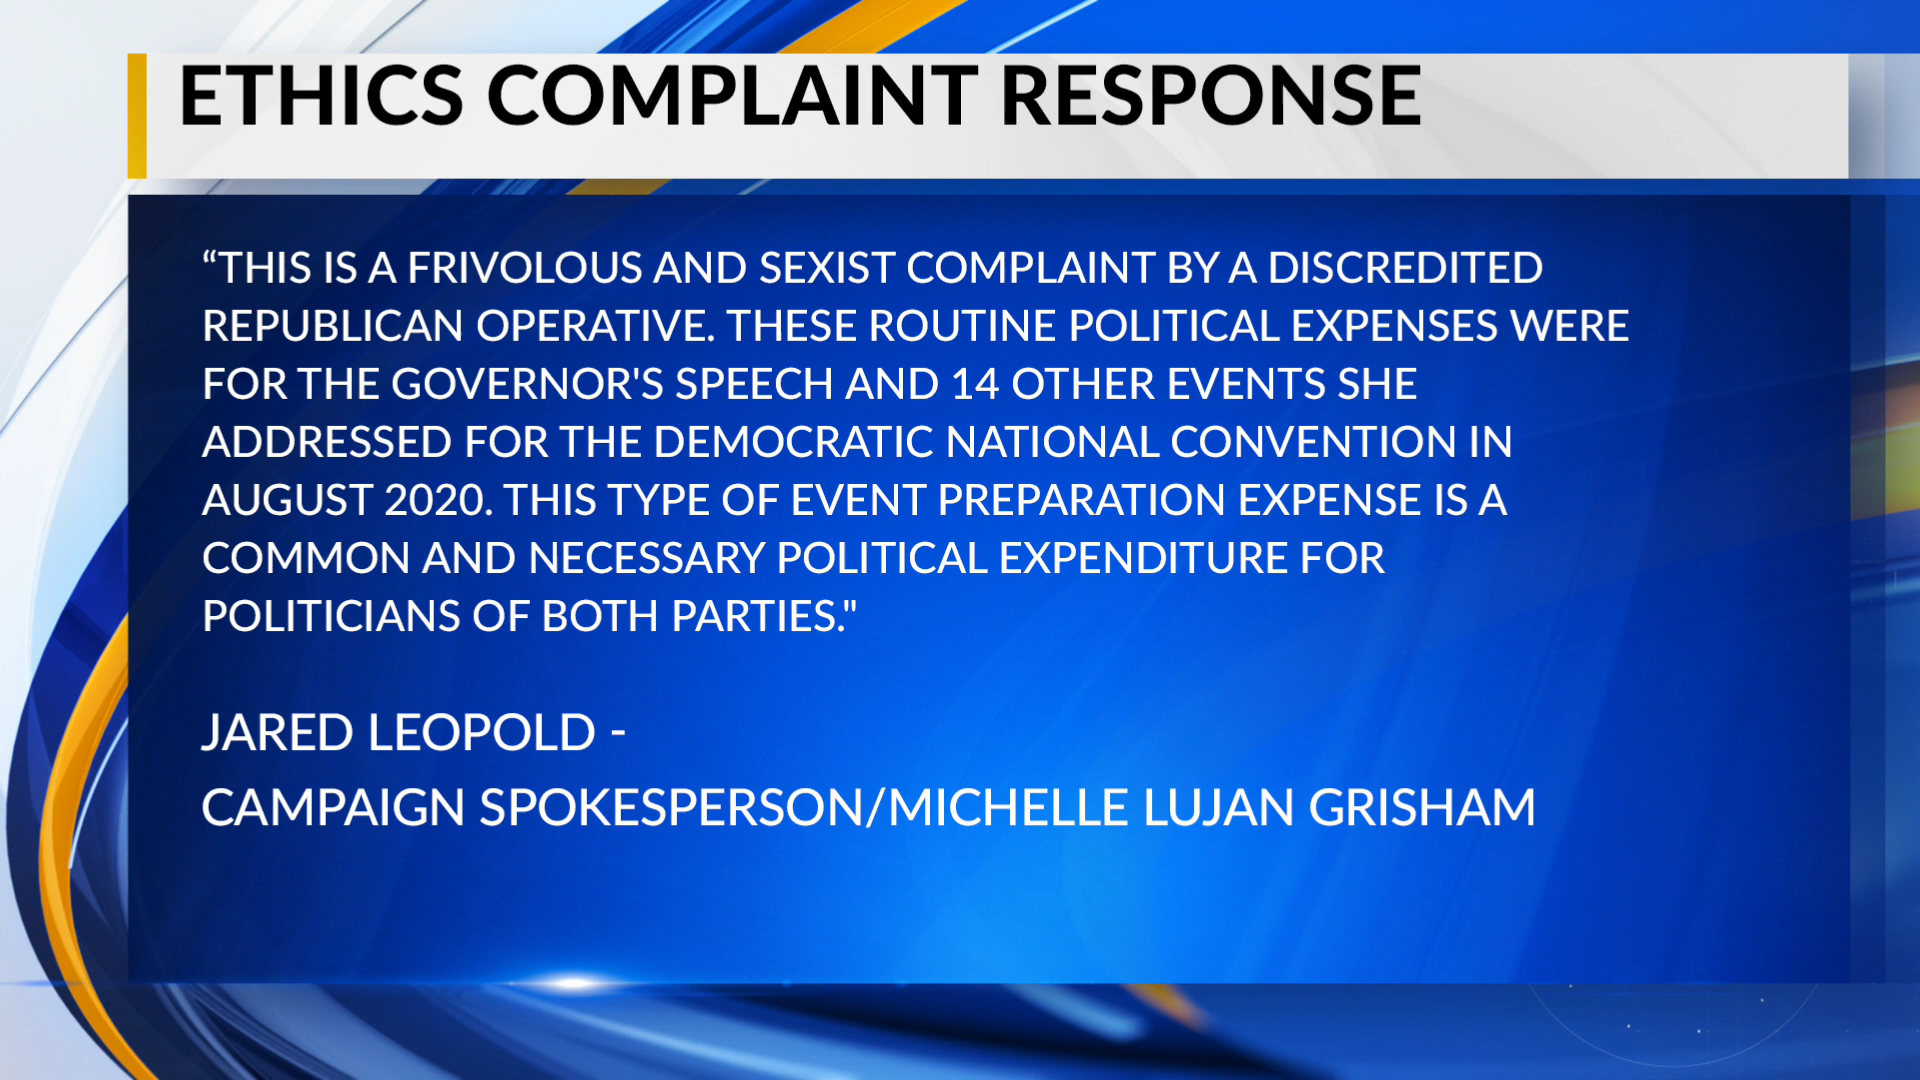 ETHICS COMPLAINT RESPONSE
“THIS IS A FRIVOLOUS AND SEXIST COMPLAINT BY A DISCREDITED
REPUBLICAN OPERATIVE. THESE ROUTINE POLITICAL EXPENSES WERE
FOR THE GOVERNOR'S SPEECH AND 14 OTHER EVENTS SHE
ADDRESSED FOR THE DEMOCRATIC NATIONAL CONVENTION IN
AUGUST 2020. THIS TYPE OF EVENT PREPARATION EXPENSE IS A
COMMON AND NECESSARY POLITICAL EXPENDITURE FOR
POLITICIANS OF BOTH PARTIES."
JARED LEOPOLD -
CAMPAIGN SPOKESPERSON/MICHELLE LUJAN GRISHAM